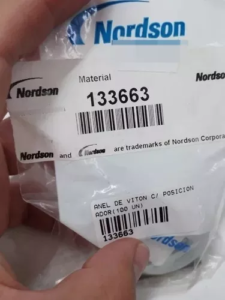 Nordson
Nordson
Nordso
Material
133663
Nordson and are trademarks of Nordson Corpora
ANEL DE VITON C/ POSICION
ADOR(100 UN)
133663
Nordson